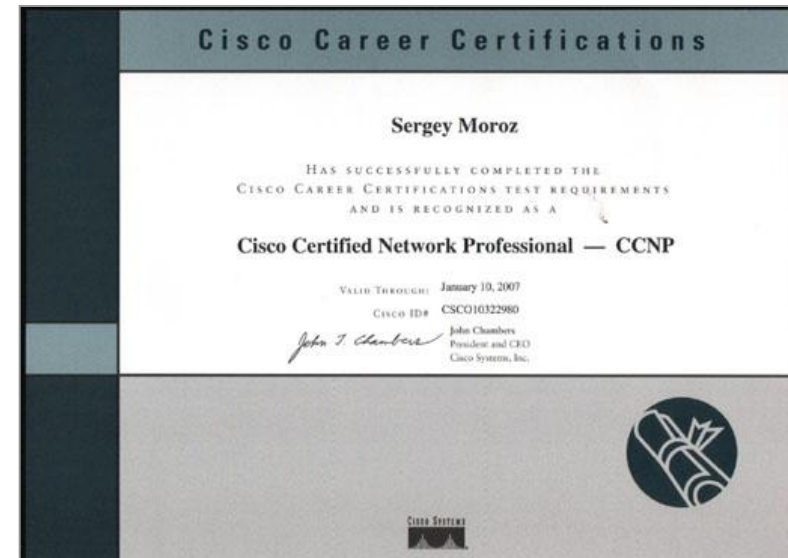 Cisco Career Certifications
Sergey Moroz
HAS SUCCESSFULLY COMPLETED THE
CISCO CAREER CERTIFICATIONS TEST REQUIREMENTS
AND IS RECOGNIZED AS A
Cisco Certified Network Professional — CCNP
VALID THROUGH: January 10, 2007
CISCO ID# CSCO10322980
John T. Chambers
John Chambers
President and CEO
Cisco Systems, Inc.
CISCO SYSTEMS